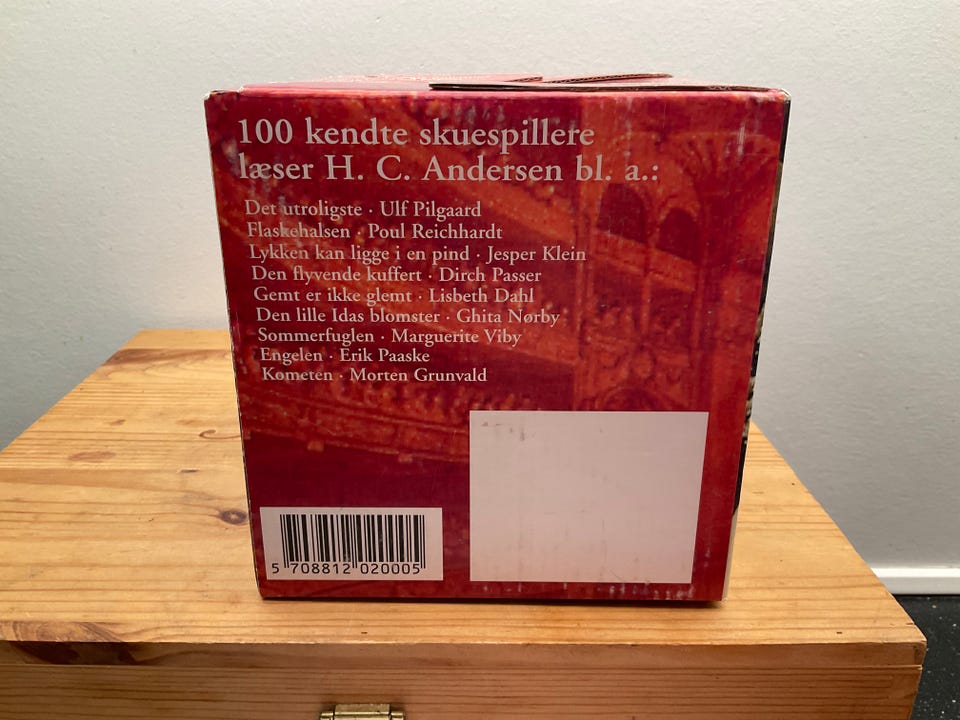 100 kendte skuespillere
læser H. C. Andersen bl. a.:
Det utroligste · Ulf Pilgaard
Flaskehalsen · Poul Reichhardt
Lykken kan ligge i en pind · Jesper Klein
Den flyvende kuffert · Dirch Passer
Gemt er ikke glemt · Lisbeth Dahl
Den lille Idas blomster · Ghita Nørby
Sommerfuglen · Marguerite Viby
Engelen · Erik Paaske
Kometen · Morten Grunvald
5 708812 020005